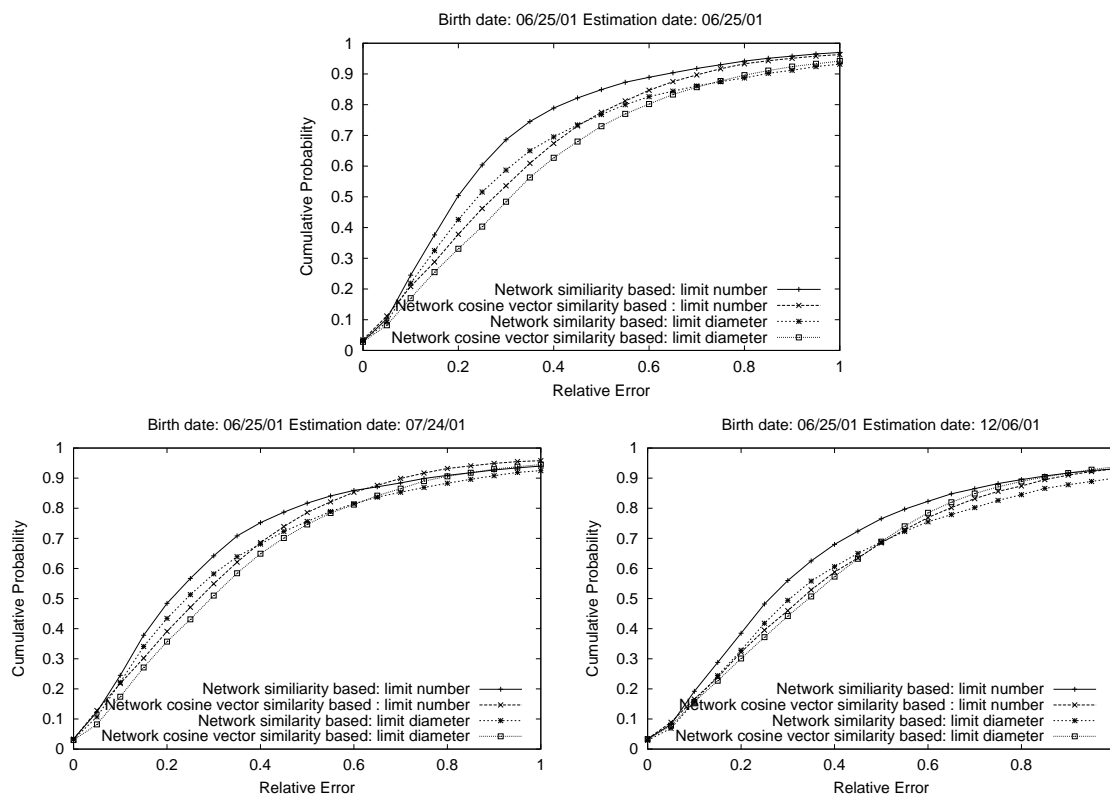 Birth date: 06/25/01 Estimation date: 06/25/01
1
0.9
0.8
0.7
0.6
0.5
0.4
0.3
0.2
0.1
0
Cumulative Probability
Network similiarity based: limit number
Network cosine vector similarity based : limit number
Network similarity based: limit diameter
Network cosine vector similarity based: limit diameter
0 0.2 0.4 0.6 0.8 1
Relative Error
Birth date: 06/25/01 Estimation date: 07/24/01
1
0.9
0.8
0.7
0.6
0.5
0.4
0.3
0.2
0.1
0
Cumulative Probability
Network similiarity based: limit number
Network cosine vector similarity based : limit number
Network similarity based: limit diameter
Network cosine vector similarity based: limit diameter
0 0.2 0.4 0.6 0.8 1
Relative Error
Birth date: 06/25/01 Estimation date: 12/06/01
1
0.9
0.8
0.7
0.6
0.5
0.4
0.3
0.2
0.1
0
Cumulative Probability
Network similiarity based: limit number
Network cosine vector similarity based : limit number
Network similarity based: limit diameter
Network cosine vector similarity based: limit diameter
0 0.2 0.4 0.6 0.8
Relative Error